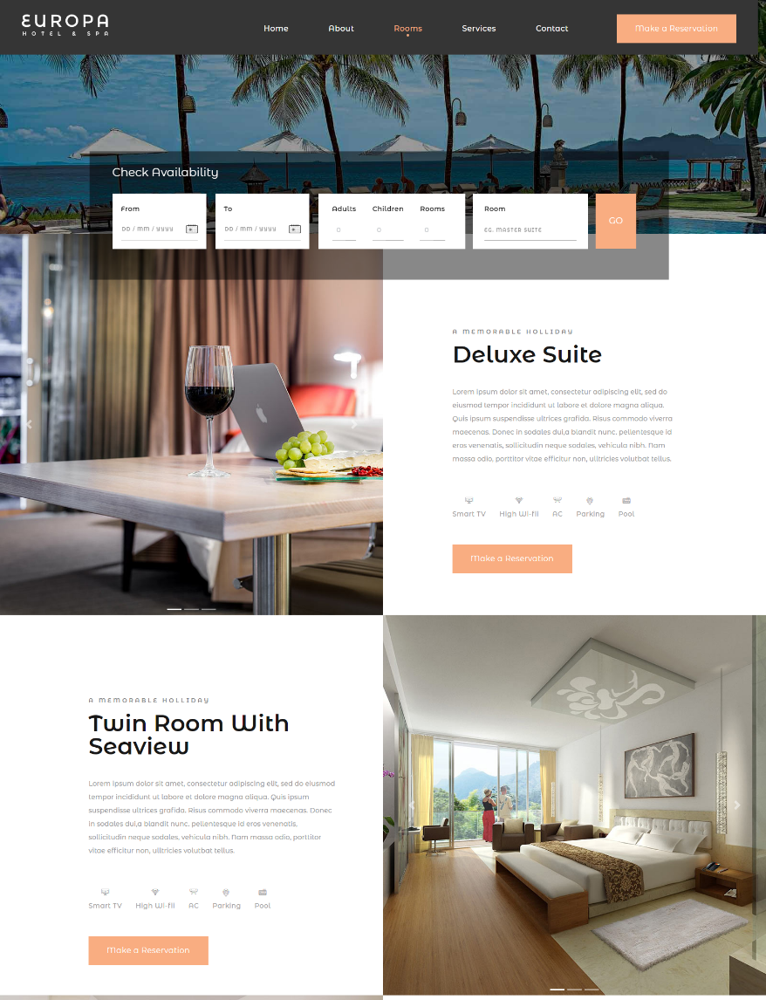 EUROPA
HOTEL & SPA
Home About Rooms Services Contact
Make a Reservation
Check Availability
From
DD / MM / YYYY
To
DD / MM / YYYY
Adults Children Rooms
0 0 0
Room
EG. MASTER SUITE
GO
A MEMORABLE HOLLIDAY
Deluxe Suite
Lorem ipsum dolor sit amet, consectetur adipiscing elit, sed do
eiusmod tempor incididunt ut labore et dolore magna aliqua.
Quis ipsum suspendisse ultrices grafida. Risus commodo viverra
maecenas. Donec in sodales dui,a blandit nunc. pellentesque id
eros venenatis, sollicitudin neque sodales, vehicula nibh. Nam
massa odio, porttitor vitae efficitur non, ulltricies volutbat tellus.
Smart TV High Wi-fii AC Parking Pool
Make a Reservation
A MEMORABLE HOLLIDAY
Twin Room With
Seaview
Lorem ipsum dolor sit amet, consectetur adipiscing elit, sed do eiusmod
tempor incididunt ut labore et dolore magna aliqua. Quis ipsum
suspendisse ultrices grafida. Risus commodo viverra maecenas. Donec
in sodales dui,a blandit nunc. pellentesque id eros venenatis.
sollicitudin neque sodales, vehicula nibh. Nam massa odio, porttitor
vitae efficitur non, ulltricies volutbat tellus.
Smart TV High Wi-fii AC Parking Pool
Make a Reservation